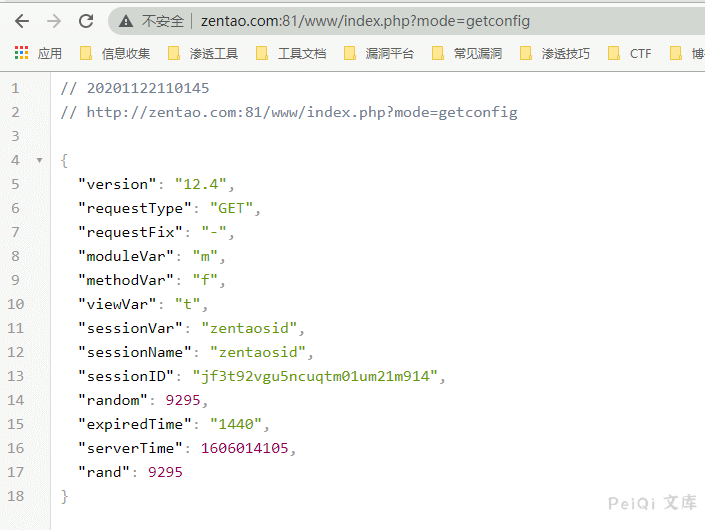 不安全 | zentao.com:81/www/index.php?mode=getconfig
应用 信息收集 渗透工具 工具文档 漏洞平台 常见漏洞 渗透技巧 CTF 博
1 // 20201122110145
2 // http://zentao.com:81/www/index.php?mode=getconfig
3
4 {
5 "version": "12.4",
6 "requestType": "GET",
7 "requestFix": "-",
8 "moduleVar": "m",
9 "methodVar": "f",
10 "viewVar": "t",
11 "sessionVar": "zentaosid",
12 "sessionName": "zentaosid",
13 "sessionID": "jf3t92vgu5ncuqtm01um21m914",
14 "random": 9295,
15 "expiredTime": "1440",
16 "serverTime": 1606014105,
17 "rand": 9295
18 }
PeiQi 文库